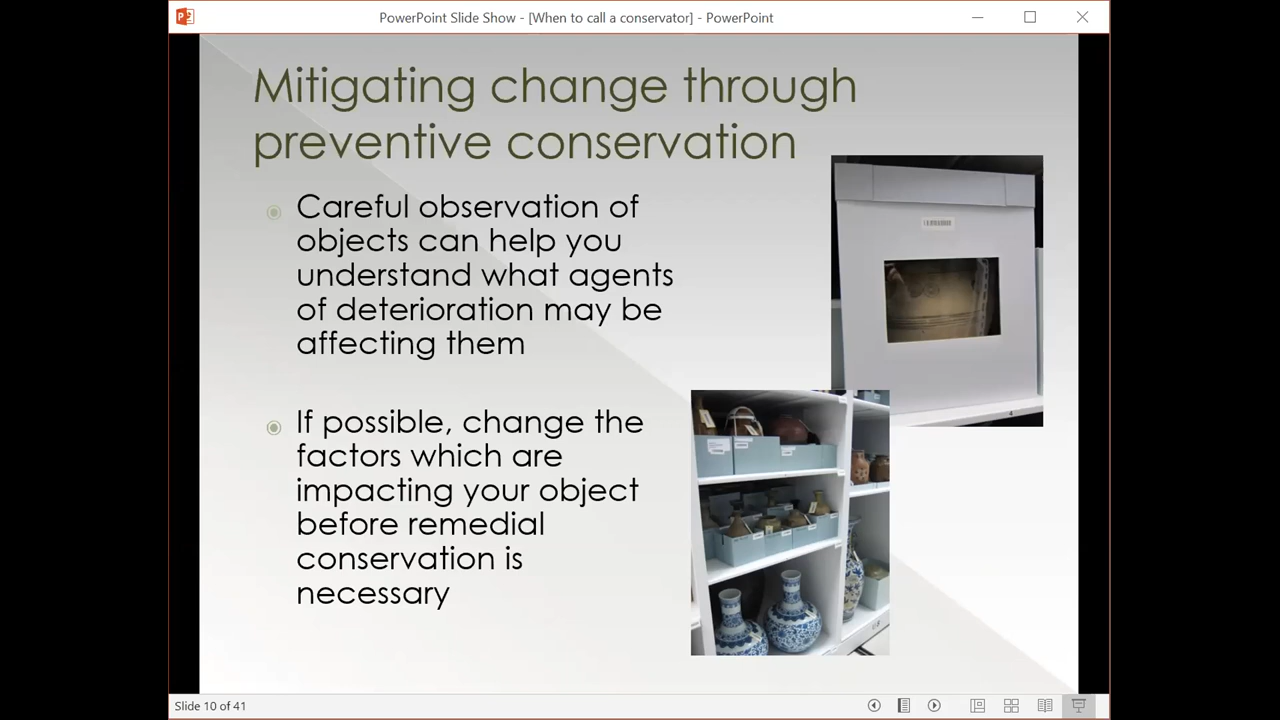 PowerPoint Slide Show - [When to call a conservator] - PowerPoint
Mitigating change through
preventive conservation
Careful observation of
objects can help you
understand what agents
of deterioration may be
affecting them
If possible, change the
factors which are
impacting your object
before remedial
conservation is
necessary
Slide 10 of 41